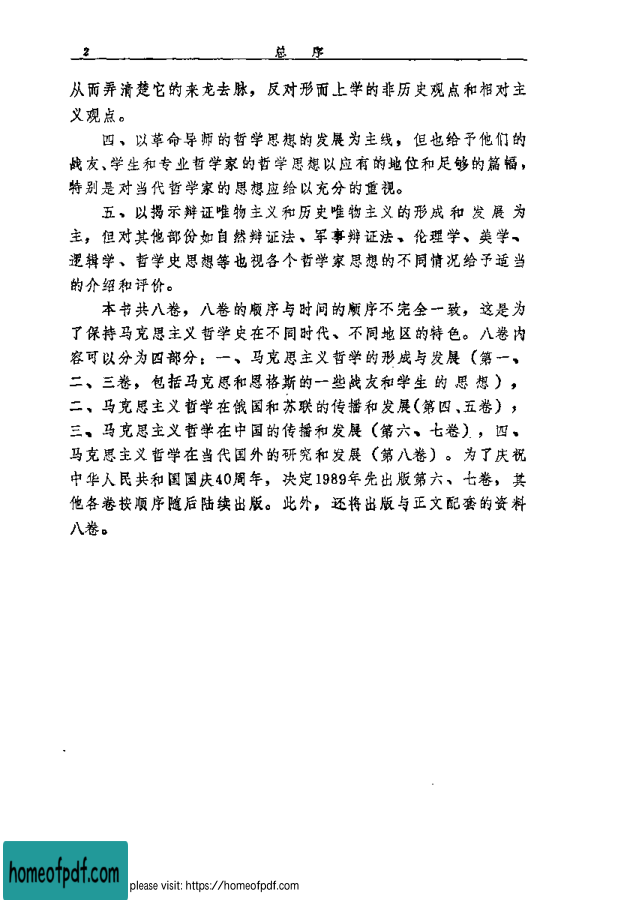 2 总 序
从而弄清楚它的来龙去脉，反对形而上学的非历史观点和相对主
义观点。
四、以革命导师的哲学思想的发展为主线，但也给予他们的
战友、学生和专业哲学家的哲学思想以应有的地位和足够的篇幅，
特别是对当代哲学家的思想应给以充分的重视。
五、以揭示辩证唯物主义和历史唯物主义的形成和发展为
主，但对其他部份如自然辩证法、军事辩证法、伦理学、美学、
逻辑学、哲学史思想等也视各个哲学家思想的不同情况给予适当
的介绍和评价。
本书共八卷，八卷的顺序与时间的顺序不完全一致，这是为
了保持马克思主义哲学史在不同时代、不同地区的特色。八卷内
容可以分为四部分：一、马克思主义哲学的形成与发展（第一、
二、三卷，包括马克思和恩格斯的一些战友和学生的思想），
二、马克思主义哲学在俄国和苏联的传播和发展(第四、五卷)，
三、马克思主义哲学在中国的传播和发展（第六、七卷），四、
马克思主义哲学在当代国外的研究和发展（第八卷）。为了庆祝
中华人民共和国国庆40周年，决定1989年先出版第六、七卷，其
他各卷按顺序随后陆续出版。此外，还将出版与正文配套的资料
八卷。
homeofpdf.com
please visit: https://homeofpdf.com